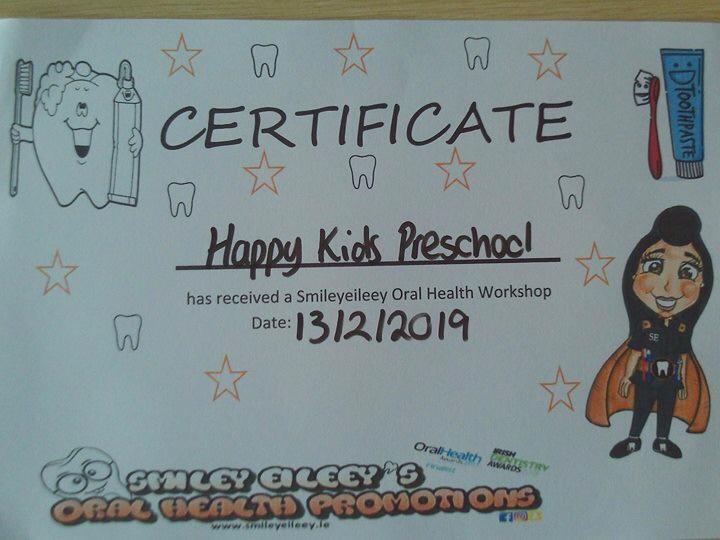 CERTIFICATE
TOOTHPASTE
Happy Kids Preschool
has received a Smileyeileey Oral Health Workshop
Date: 13/2/2019
SE
OralHealth
Awards
Finalist
IRISH
DENTISTRY
AWARDS
SMILEY EILEEY'S
ORAL HEALTH PROMOTIONS
www.smileyeileey.ie